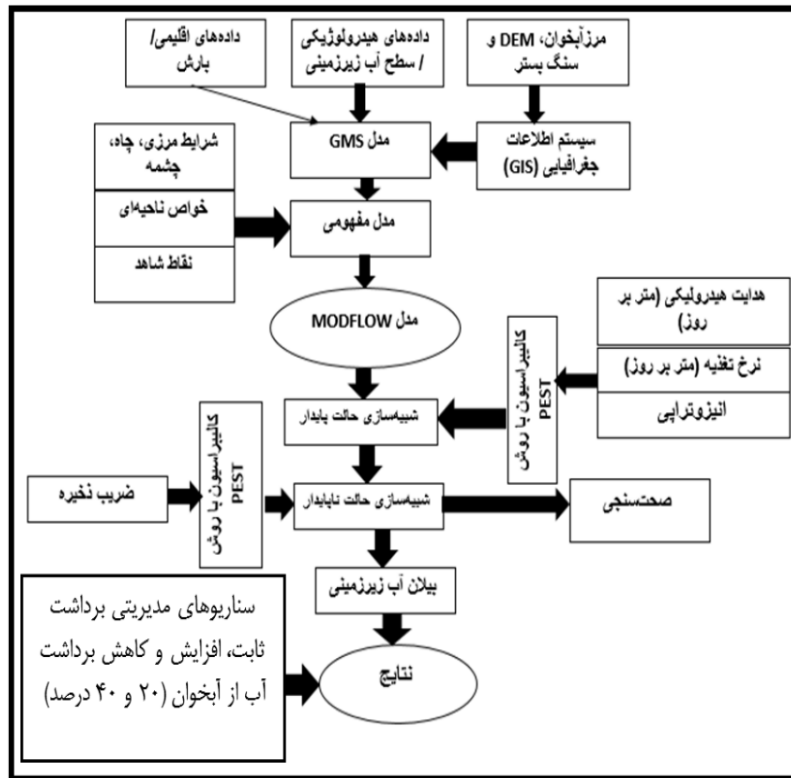 داده‌های اقلیمی/
بارش
داده‌های هیدرولوژیکی
/ سطح آب زیرزمینی
مرزآبخوان، DEM و
سنگ بستر
مدل GMS
سیستم اطلاعات
جغرافیایی (GIS)
شرایط مرزی، چاه،
چشمه
خواص ناحیه‌ای
نقاط شاهد
مدل مفهومی
مدل MODFLOW
هدایت هیدرولیکی (متر بر
روز)
نرخ تغذیه (متر بر روز)
انیزوتراپی
کالیبراسیون با روش
PEST
شبیه‌سازی حالت پایدار
ضریب ذخیره
کالیبراسیون با روش
PEST
شبیه‌سازی حالت ناپایدار
صحت‌سنجی
بیلان آب زیرزمینی
سناریوهای مدیریتی برداشت
ثابت، افزایش و کاهش برداشت
آب از آبخوان (۲۰ و ۴۰ درصد)
نتایج